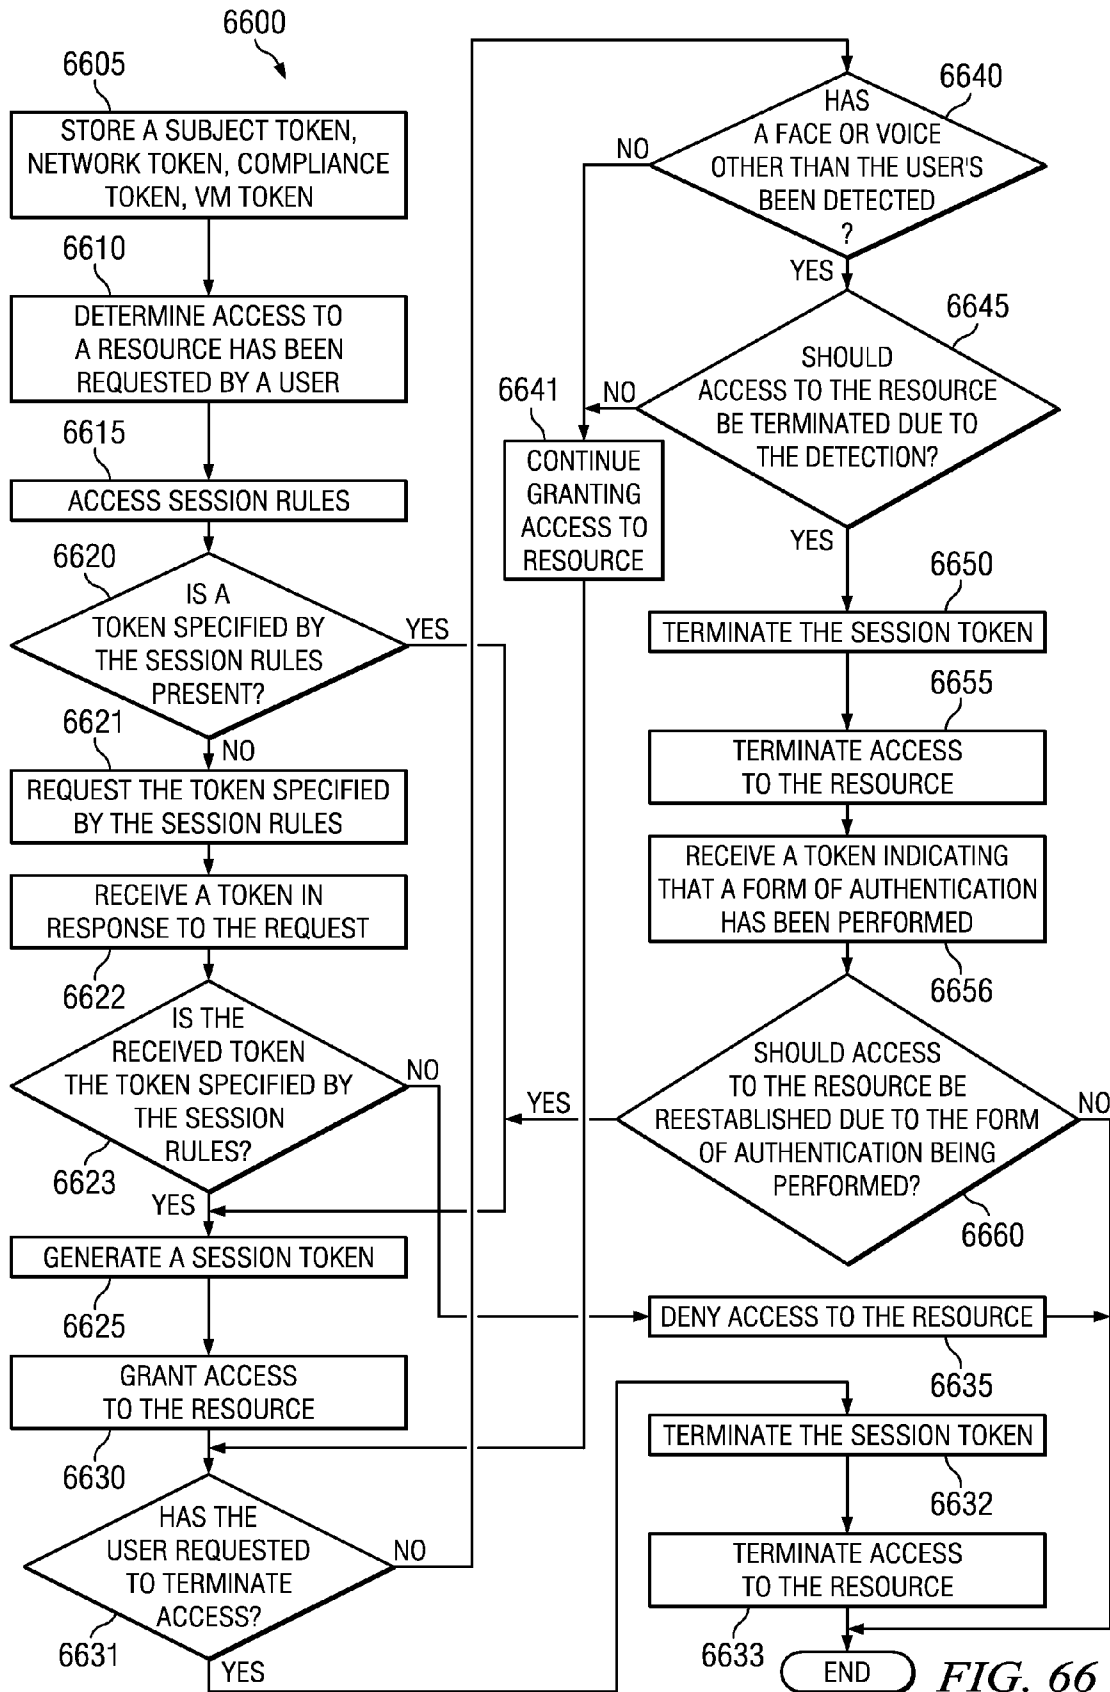 6600
6605
STORE A SUBJECT TOKEN,
NETWORK TOKEN, COMPLIANCE
TOKEN, VM TOKEN
6610
DETERMINE ACCESS TO
A RESOURCE HAS BEEN
REQUESTED BY A USER
6615
ACCESS SESSION RULES
6620
IS A
TOKEN SPECIFIED BY
THE SESSION RULES
PRESENT?
YES
6621
NO
REQUEST THE TOKEN SPECIFIED
BY THE SESSION RULES
RECEIVE A TOKEN IN
RESPONSE TO THE REQUEST
6622
IS THE
RECEIVED TOKEN
THE TOKEN SPECIFIED BY
THE SESSION
RULES?
NO
6623
YES
GENERATE A SESSION TOKEN
6625
GRANT ACCESS
TO THE RESOURCE
6630
HAS THE
USER REQUESTED
TO TERMINATE
ACCESS?
NO
6631
YES
6640
HAS
A FACE OR VOICE
OTHER THAN THE USER'S
BEEN DETECTED
?
NO
YES
6645
SHOULD
ACCESS TO THE RESOURCE
BE TERMINATED DUE TO
THE DETECTION?
NO
6641
CONTINUE
GRANTING
ACCESS TO
RESOURCE
YES
6650
TERMINATE THE SESSION TOKEN
6655
TERMINATE ACCESS
TO THE RESOURCE
RECEIVE A TOKEN INDICATING
THAT A FORM OF AUTHENTICATION
HAS BEEN PERFORMED
6656
SHOULD ACCESS
TO THE RESOURCE BE
REESTABLISHED DUE TO THE FORM
OF AUTHENTICATION BEING
PERFORMED?
YES
NO
6660
DENY ACCESS TO THE RESOURCE
6635
TERMINATE THE SESSION TOKEN
6632
TERMINATE ACCESS
TO THE RESOURCE
6633
END
FIG. 66